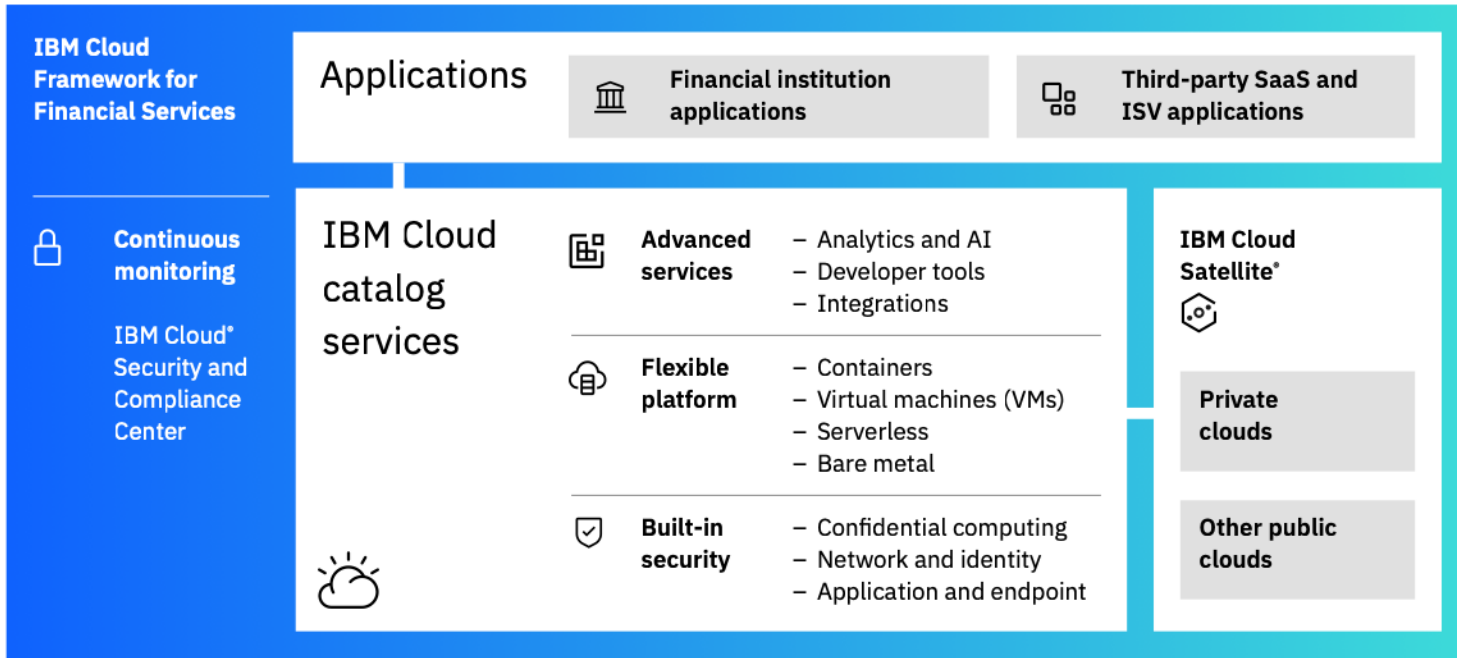 IBM Cloud
Framework for
Financial Services
Continuous
monitoring
IBM Cloud®
Security and
Compliance
Center
Applications
Financial institution
applications
Third-party SaaS and
ISV applications
IBM Cloud
catalog
services
Advanced
services
– Analytics and AI
– Developer tools
– Integrations
Flexible
platform
– Containers
– Virtual machines (VMs)
– Serverless
– Bare metal
Built-in
security
– Confidential computing
– Network and identity
– Application and endpoint
IBM Cloud
Satellite®
Private
clouds
Other public
clouds